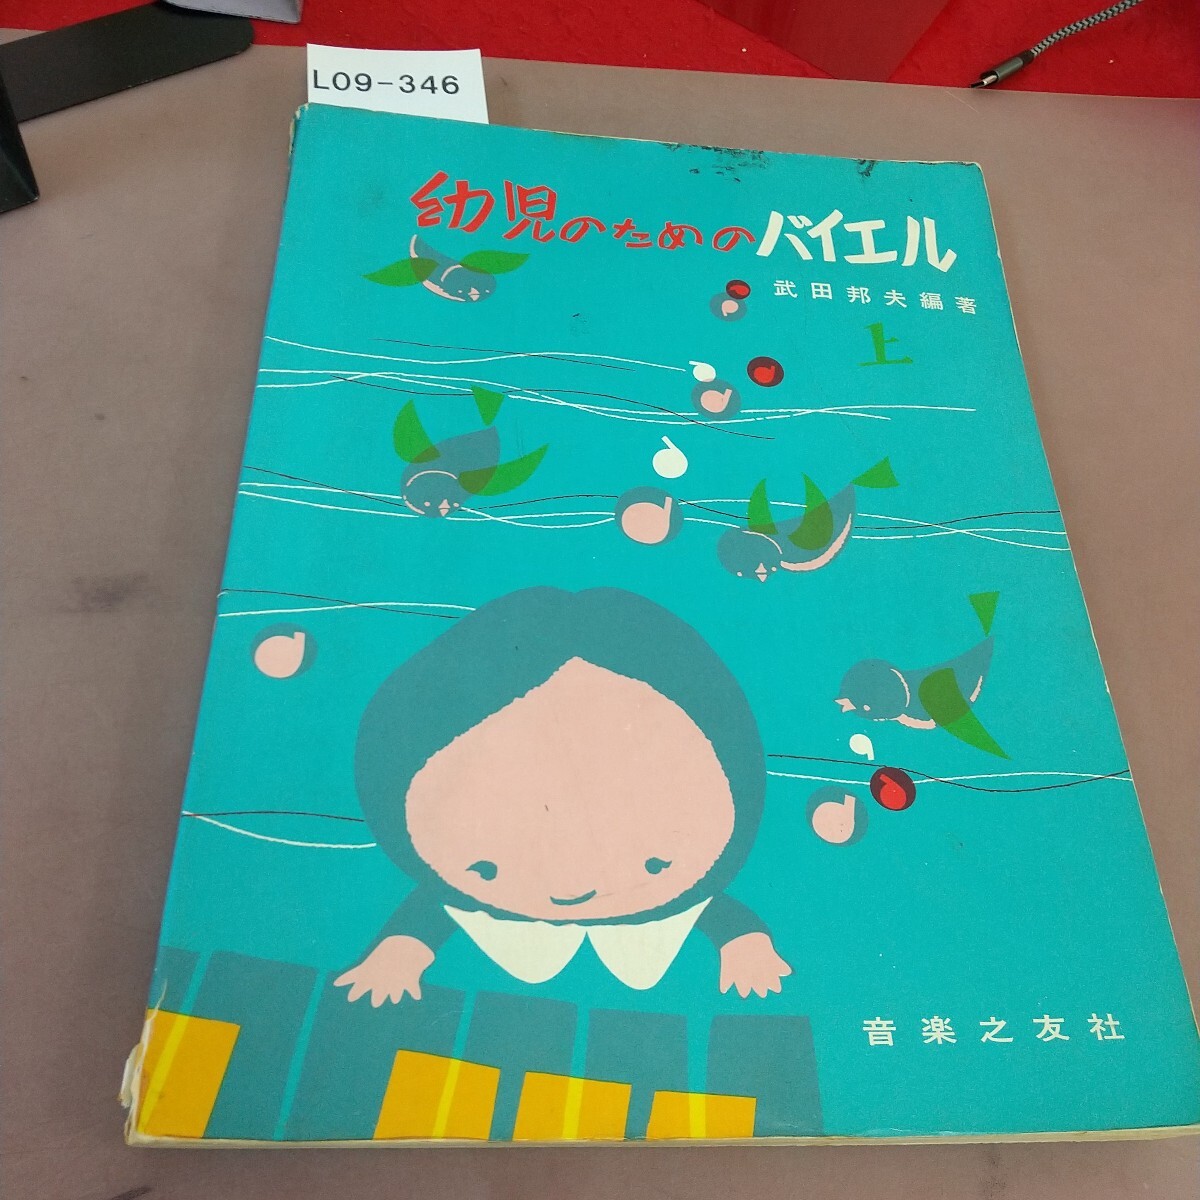 L09-346
幼児のためのバイエル
武田邦夫編著
上
音楽之友社